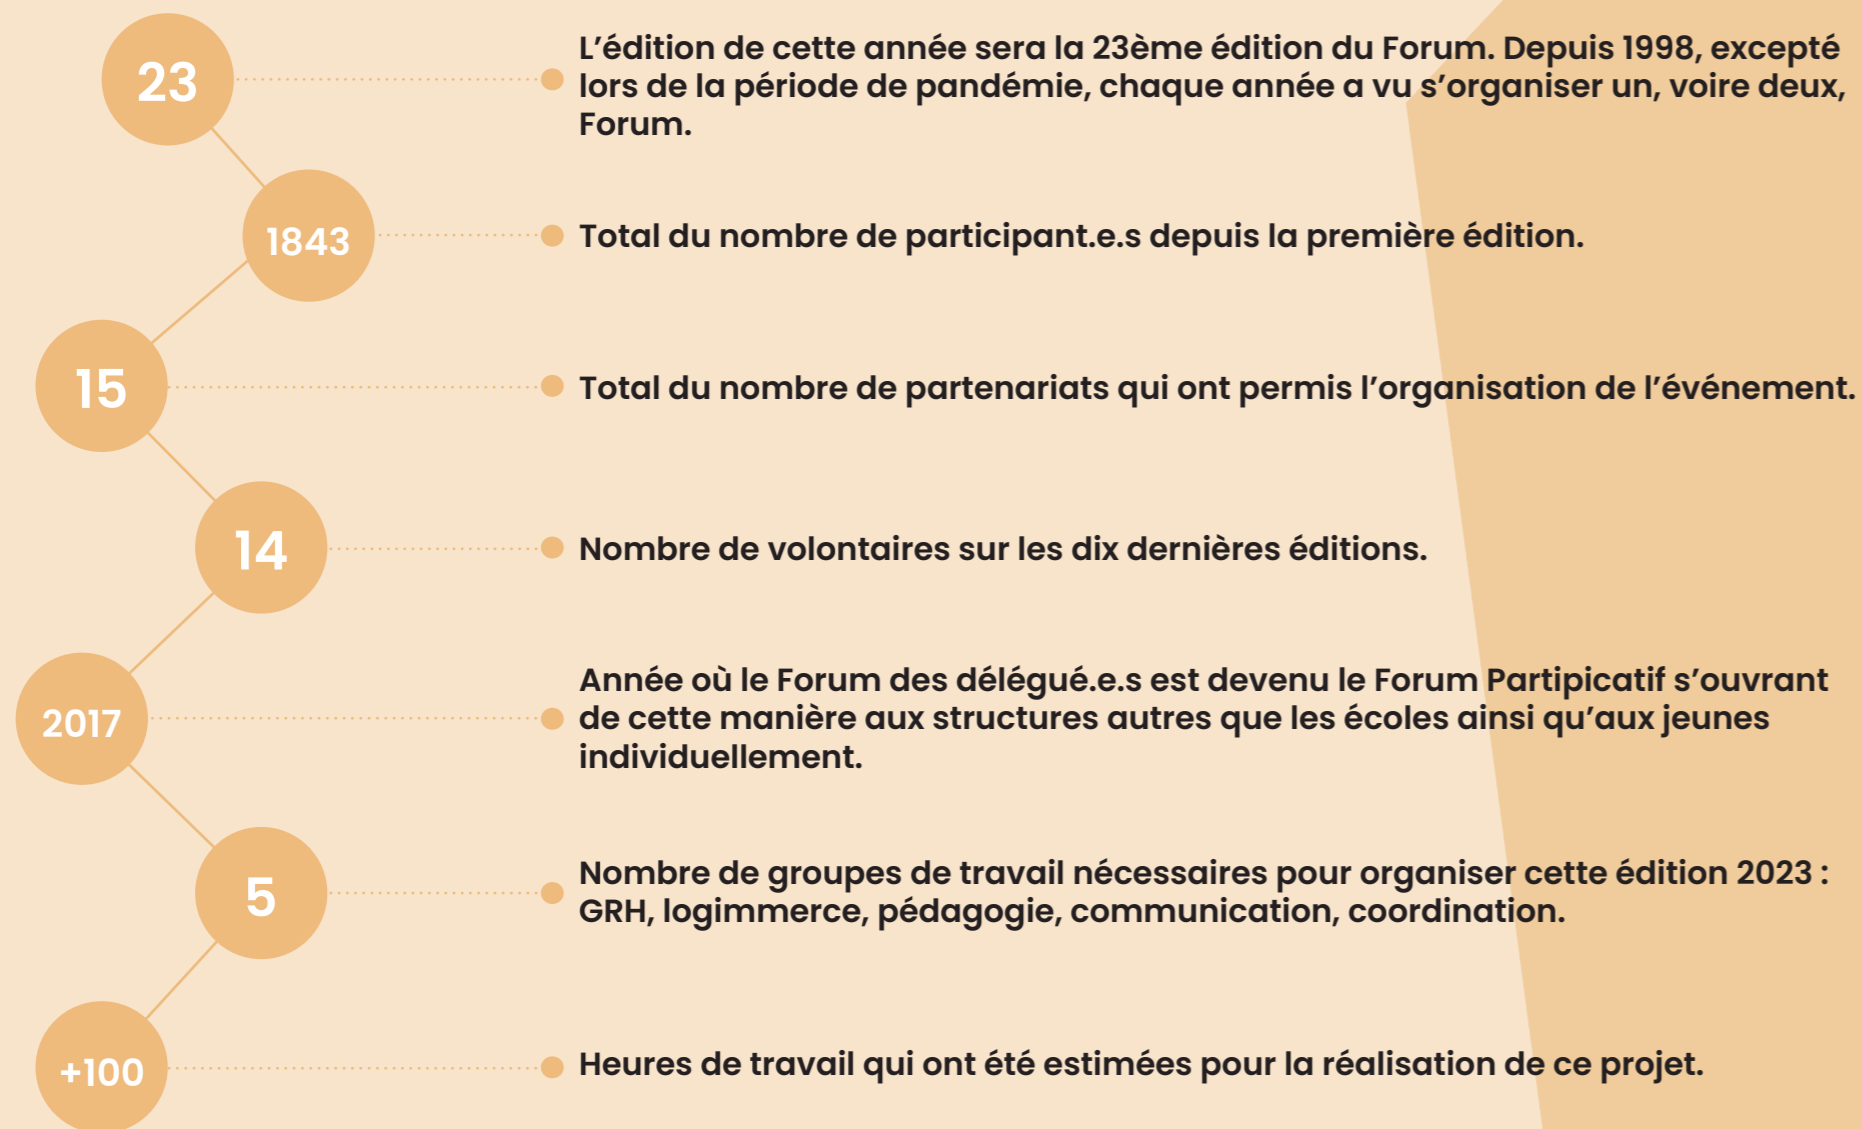 23
L’édition de cette année sera la 23ème édition du Forum. Depuis 1998, excepté
lors de la période de pandémie, chaque année a vu s’organiser un, voire deux,
Forum.
1843
Total du nombre de participant.e.s depuis la première édition.
15
Total du nombre de partenariats qui ont permis l’organisation de l’événement.
14
Nombre de volontaires sur les dix dernières éditions.
2017
Année où le Forum des délégué.e.s est devenu le Forum Partipicatif s’ouvrant
de cette manière aux structures autres que les écoles ainsi qu’aux jeunes
individuellement.
5
Nombre de groupes de travail nécessaires pour organiser cette édition 2023 :
GRH, logimmerce, pédagogie, communication, coordination.
+100
Heures de travail qui ont été estimées pour la réalisation de ce projet.